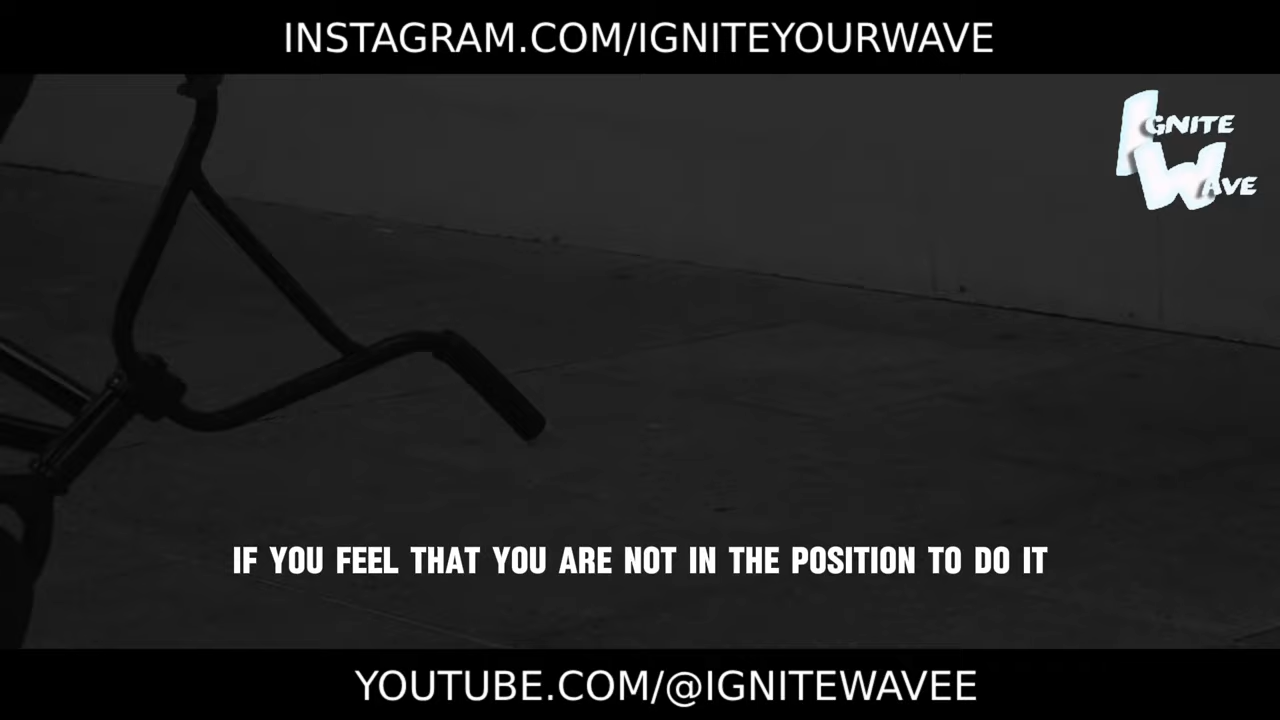 INSTAGRAM.COM/IGNITEYOURWAVE
IGNITE
WAVE
IF YOU FEEL THAT YOU ARE NOT IN THE POSITION TO DO IT
YOUTUBE.COM/@IGNITEWAVEE